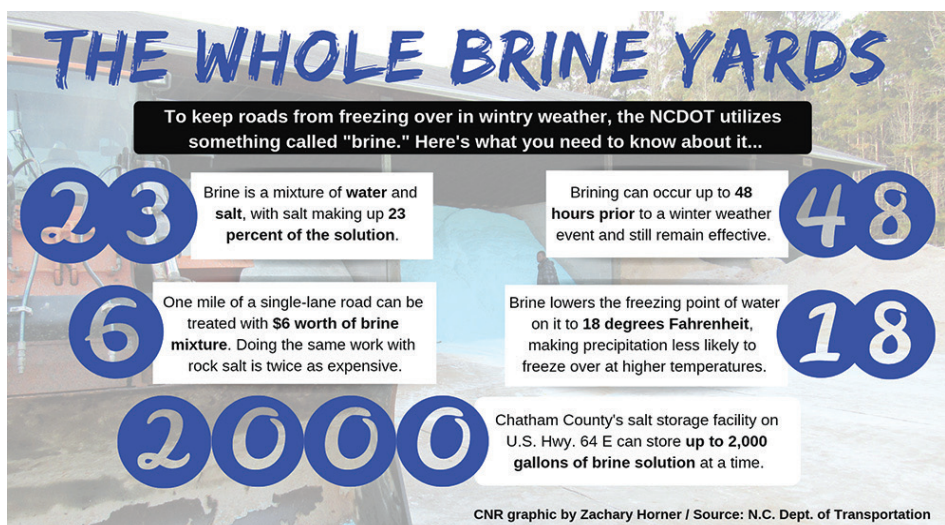 THE WHOLE BRINE YARDS
To keep roads from freezing over in wintry weather, the NCDOT utilizes
something called "brine." Here's what you need to know about it...
23
Brine is a mixture of water and
salt, with salt making up 23
percent of the solution.
Brining can occur up to 48
hours prior to a winter weather
event and still remain effective.
48
6
One mile of a single-lane road can be
treated with $6 worth of brine
mixture. Doing the same work with
rock salt is twice as expensive.
Brine lowers the freezing point of water
on it to 18 degrees Fahrenheit,
making precipitation less likely to
freeze over at higher temperatures.
18
2000
Chatham County's salt storage facility on
U.S. Hwy. 64 E can store up to 2,000
gallons of brine solution at a time.
CNR graphic by Zachary Horner / Source: N.C. Dept. of Transportation